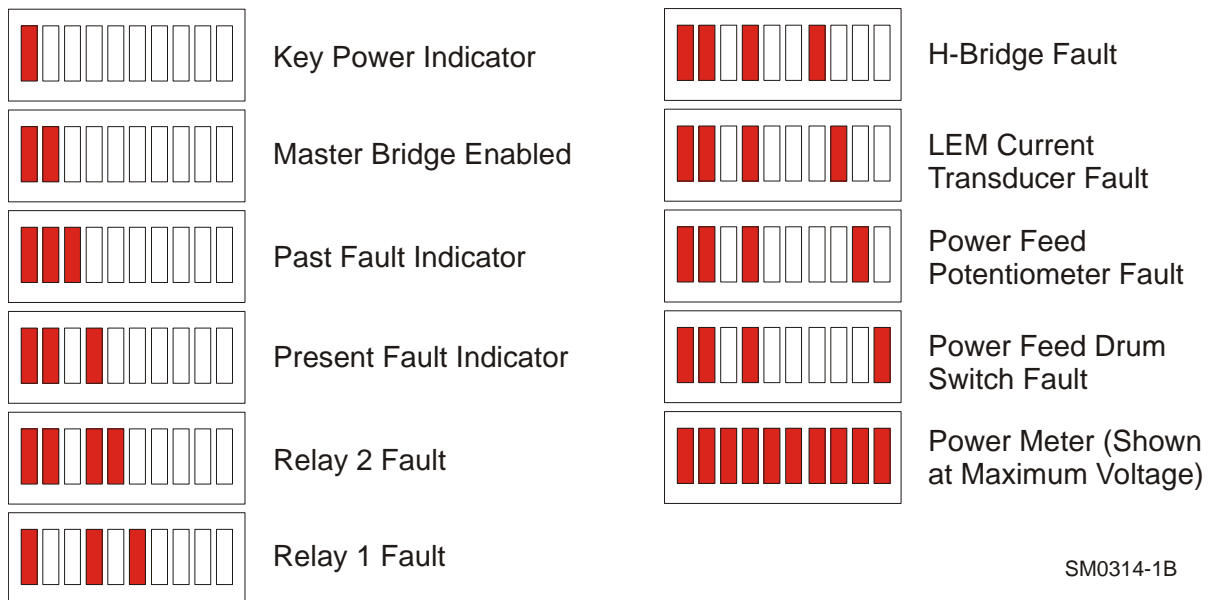 Key Power Indicator
Master Bridge Enabled
Past Fault Indicator
Present Fault Indicator
Relay 2 Fault
Relay 1 Fault
H-Bridge Fault
LEM Current
Transducer Fault
Power Feed
Potentiometer Fault
Power Feed Drum
Switch Fault
Power Meter (Shown
at Maximum Voltage)
SM0314-1B